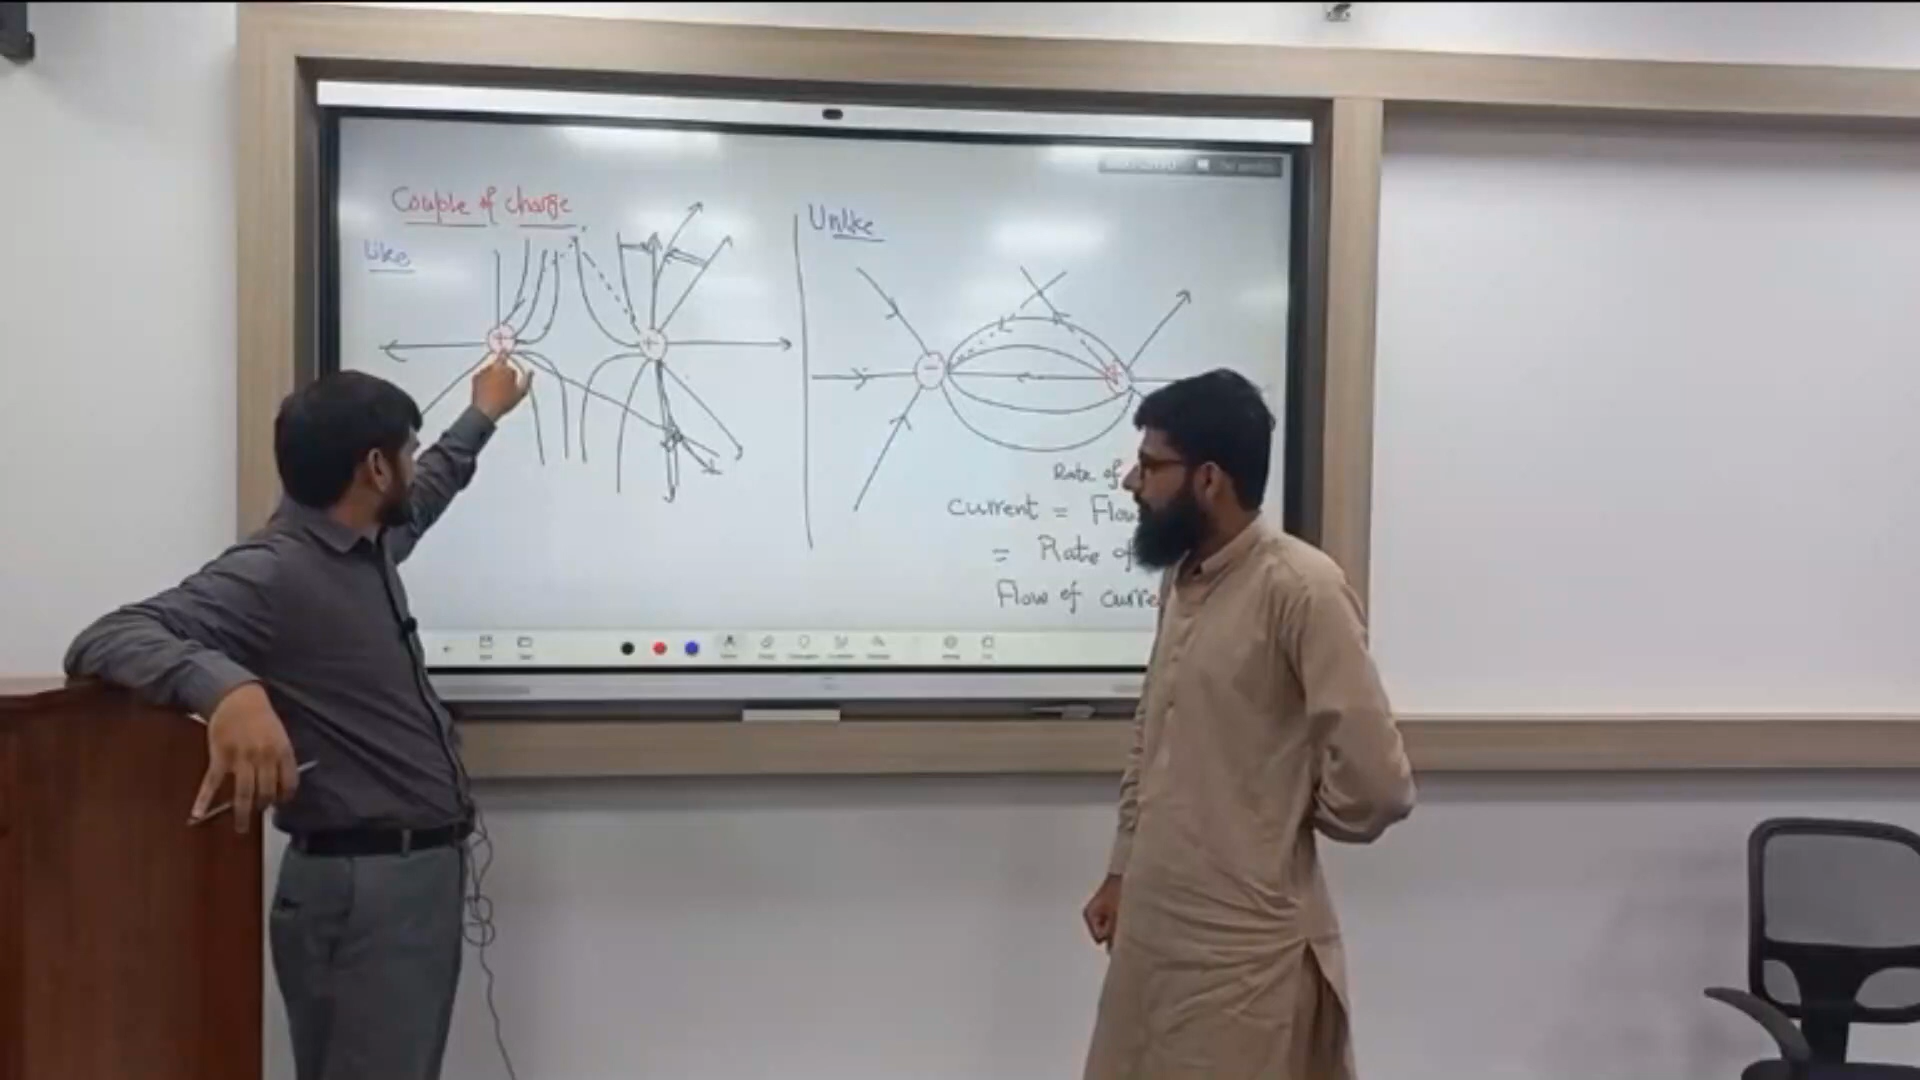 Couple of charge
Like
+
+
Unlike
-
+
Rate of
current = Flow
= Rate of
Flow of curre